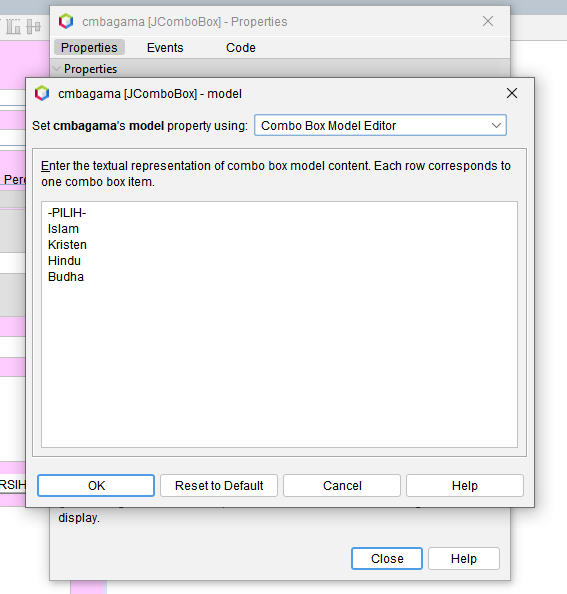 cmbagama [JComboBox] - Properties
Properties Events Code
Properties
cmbagama [JComboBox] - model
Set cmbagama's model property using: Combo Box Model Editor
Enter the textual representation of combo box model content. Each row corresponds to
one combo box item.
-PILIH-
Islam
Kristen
Hindu
Budha
Pere
RSIH
OK Reset to Default Cancel Help
display.
Close Help